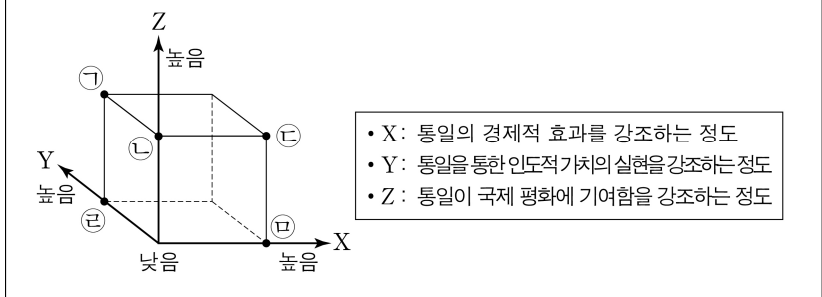 Z
높음
㉠
㉡
㉢
Y
높음
㉣
㉤
X
낮음
높음
• X: 통일의 경제적 효과를 강조하는 정도
• Y: 통일을 통한 인도적 가치의 실현을 강조하는 정도
• Z: 통일이 국제 평화에 기여함을 강조하는 정도